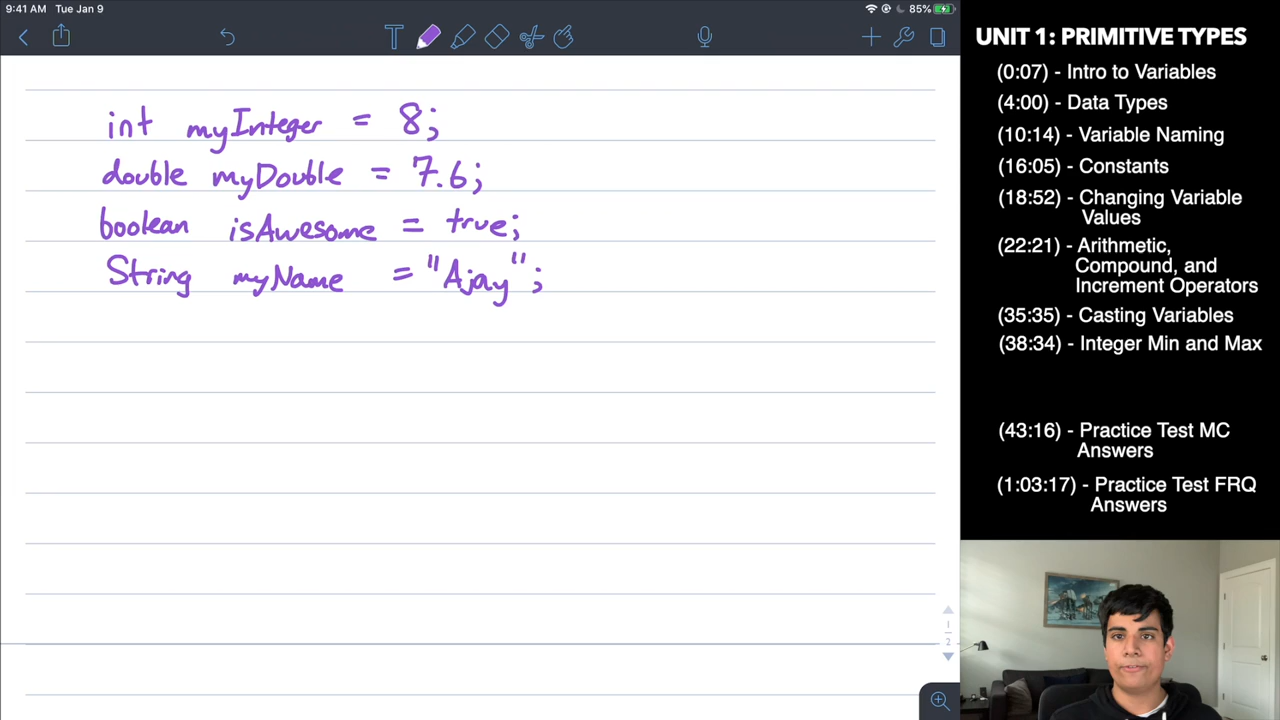 9:41 AM Tue Jan 9
85%
T
int myInteger = 8;
double myDouble = 7.6;
boolean isAwesome = true;
String myName = "Ajay";
1
2
UNIT 1: PRIMITIVE TYPES
(0:07) - Intro to Variables
(4:00) - Data Types
(10:14) - Variable Naming
(16:05) - Constants
(18:52) - Changing Variable
Values
(22:21) - Arithmetic,
Compound, and
Increment Operators
(35:35) - Casting Variables
(38:34) - Integer Min and Max
(43:16) - Practice Test MC
Answers
(1:03:17) - Practice Test FRQ
Answers